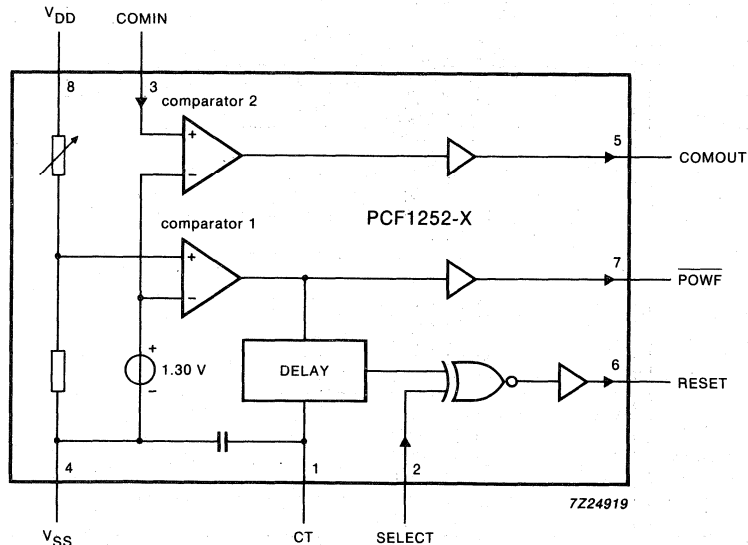 VDD COMIN
8 3
comparator 2
+
−
5 COMOUT
comparator 1
PCF1252-X
+
−
7 POWF
+
1.30 V
−
DELAY
6 RESET
4 1 2
7Z24919
VSS CT SELECT